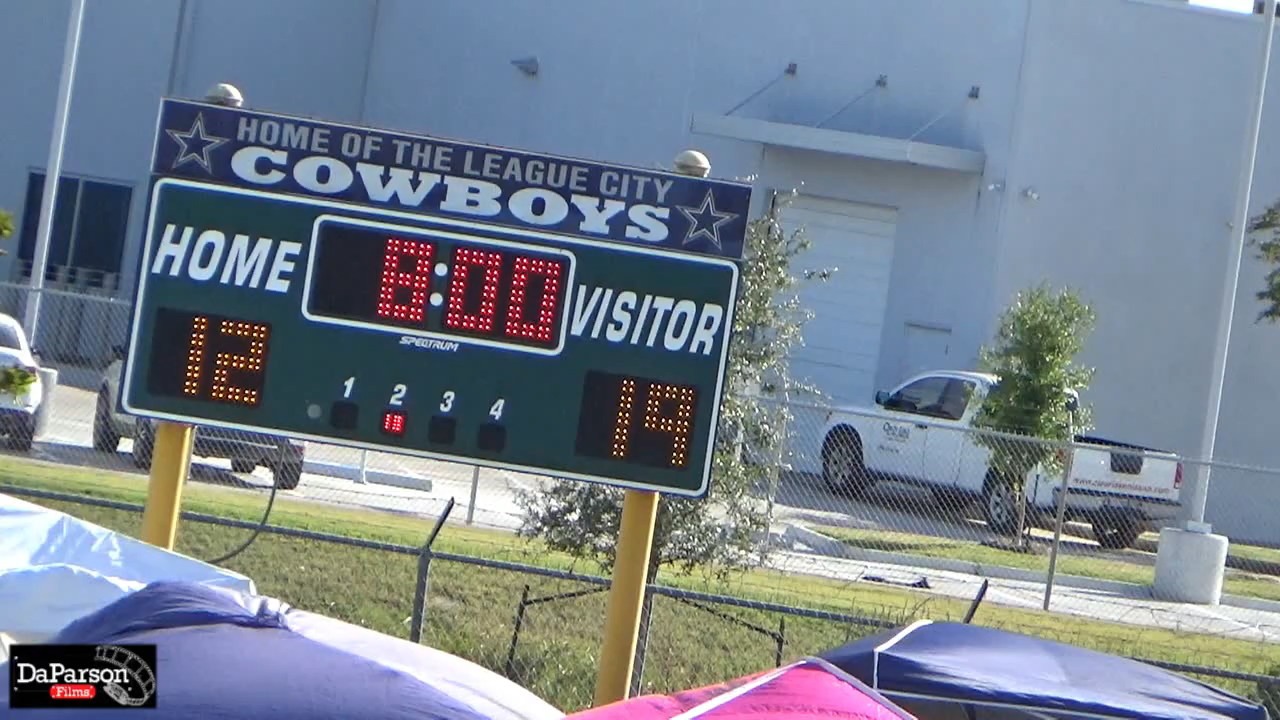 HOME OF THE LEAGUE CITY
COWBOYS
HOME
8:00
VISITOR
SPECTRUM
12
1 2 3 4
19
DaParson
Films